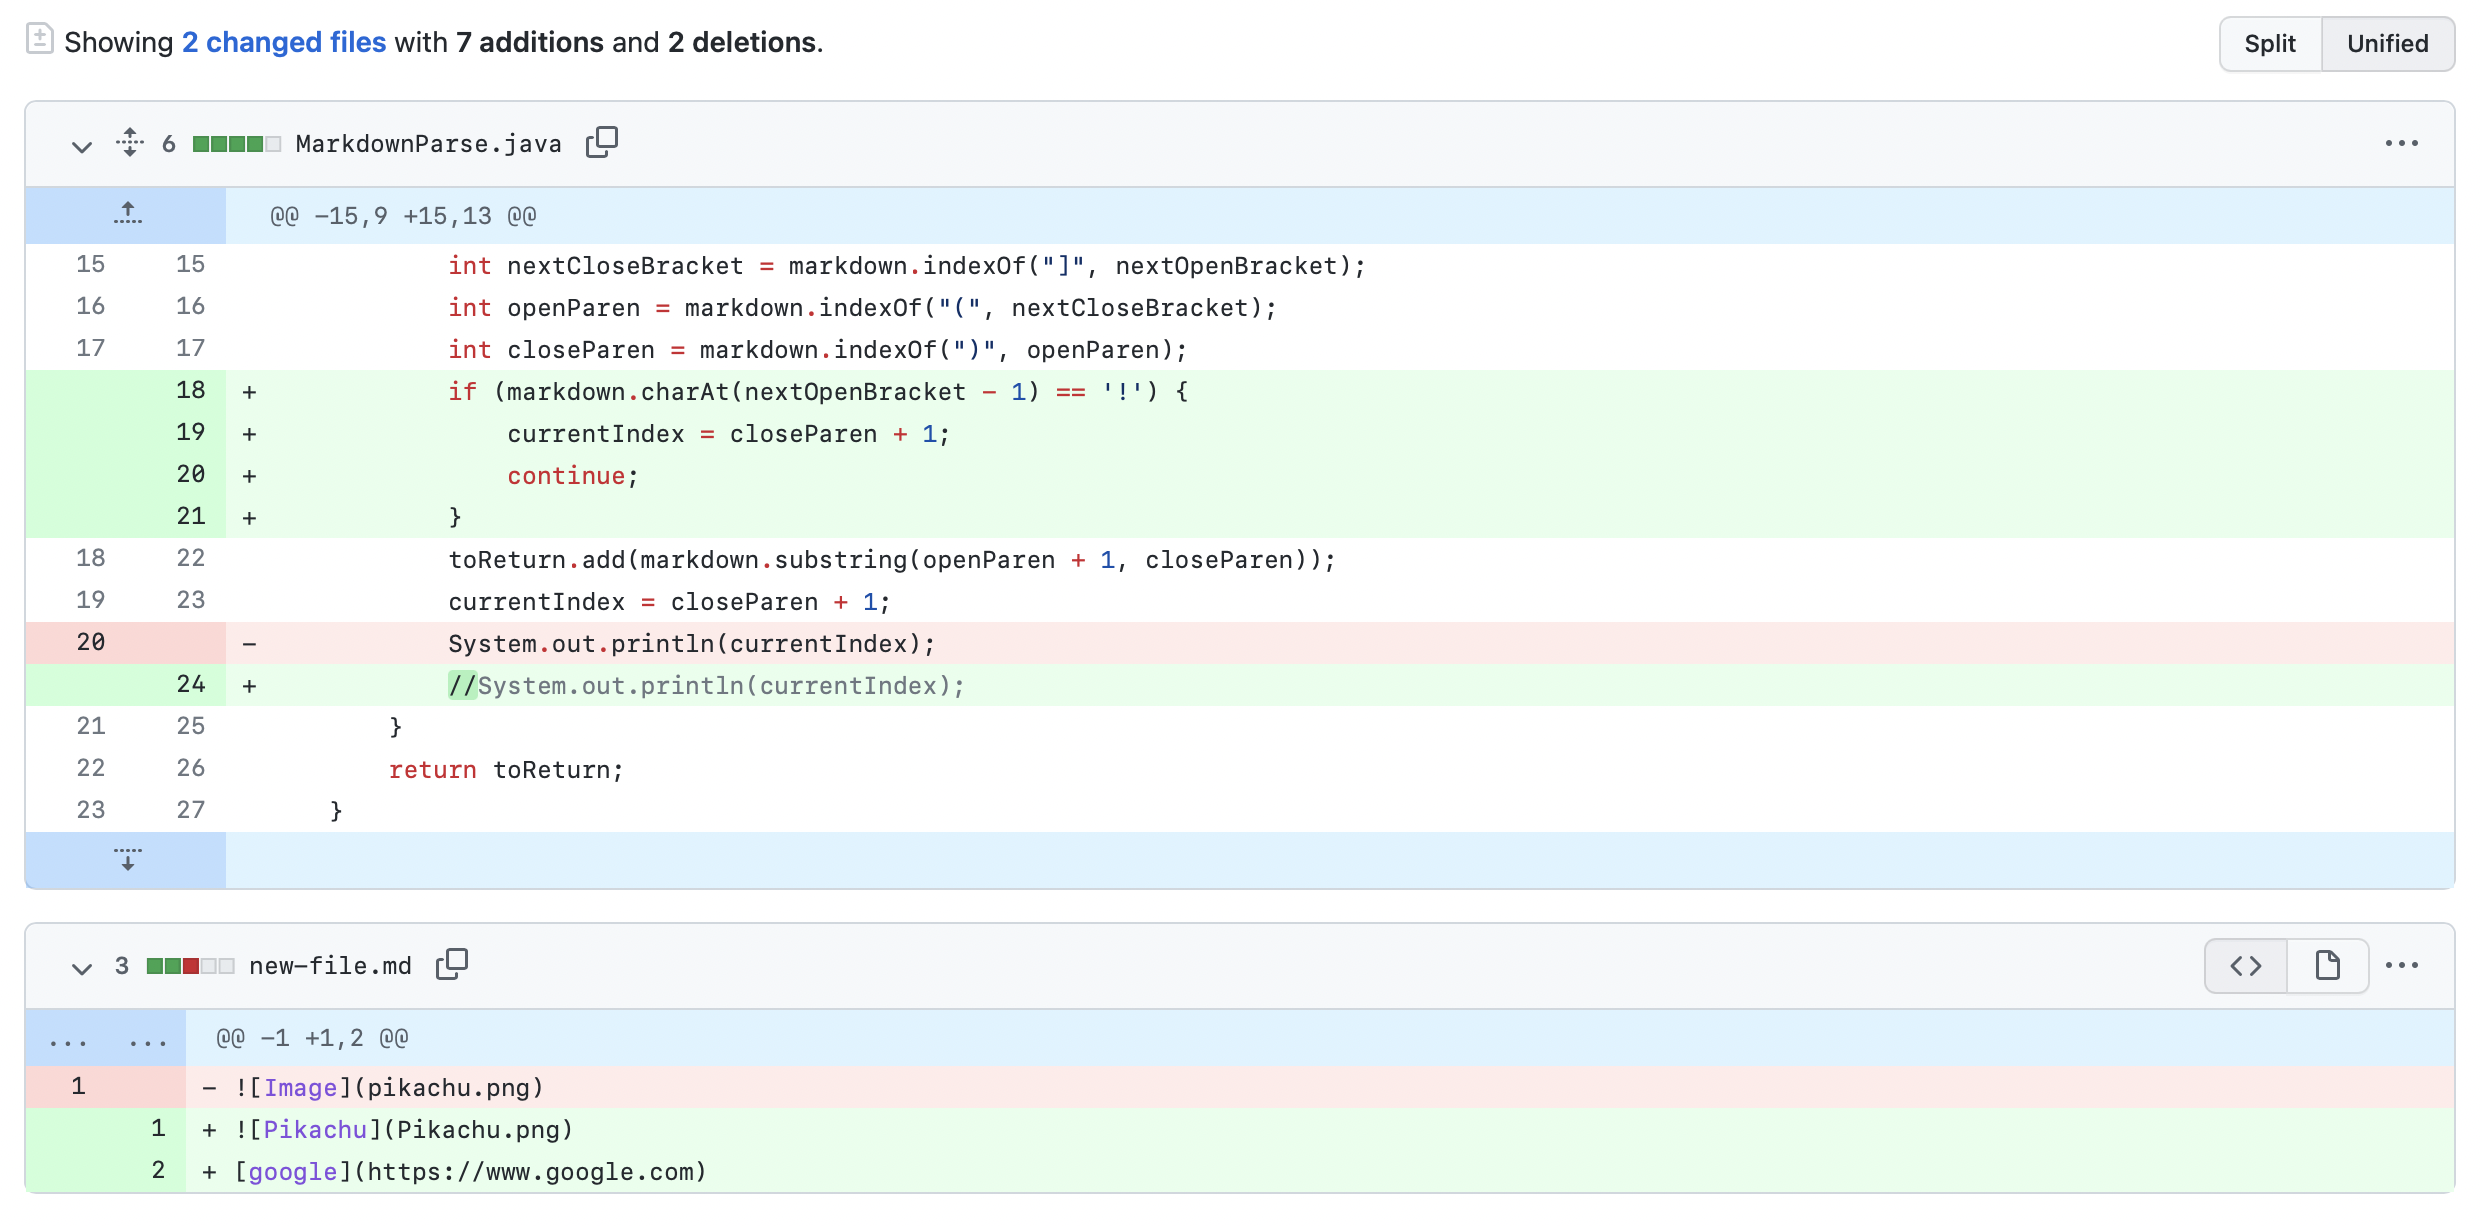 Showing 2 changed files with 7 additions and 2 deletions.
Split Unified
6 MarkdownParse.java
@@ -15,9 +15,13 @@
15 15 int nextCloseBracket = markdown.indexOf("]", nextOpenBracket);
16 16 int openParen = markdown.indexOf("(", nextCloseBracket);
17 17 int closeParen = markdown.indexOf(")", openParen);
18 + if (markdown.charAt(nextOpenBracket - 1) == '!') {
19 + currentIndex = closeParen + 1;
20 + continue;
21 + }
18 22 toReturn.add(markdown.substring(openParen + 1, closeParen));
19 23 currentIndex = closeParen + 1;
20 - System.out.println(currentIndex);
24 + //System.out.println(currentIndex);
21 25 }
22 26 return toReturn;
23 27 }
3 new-file.md
... ... @@ -1 +1,2 @@
1 - ![Image](pikachu.png)
1 + ![Pikachu](Pikachu.png)
2 + [google](https://www.google.com)